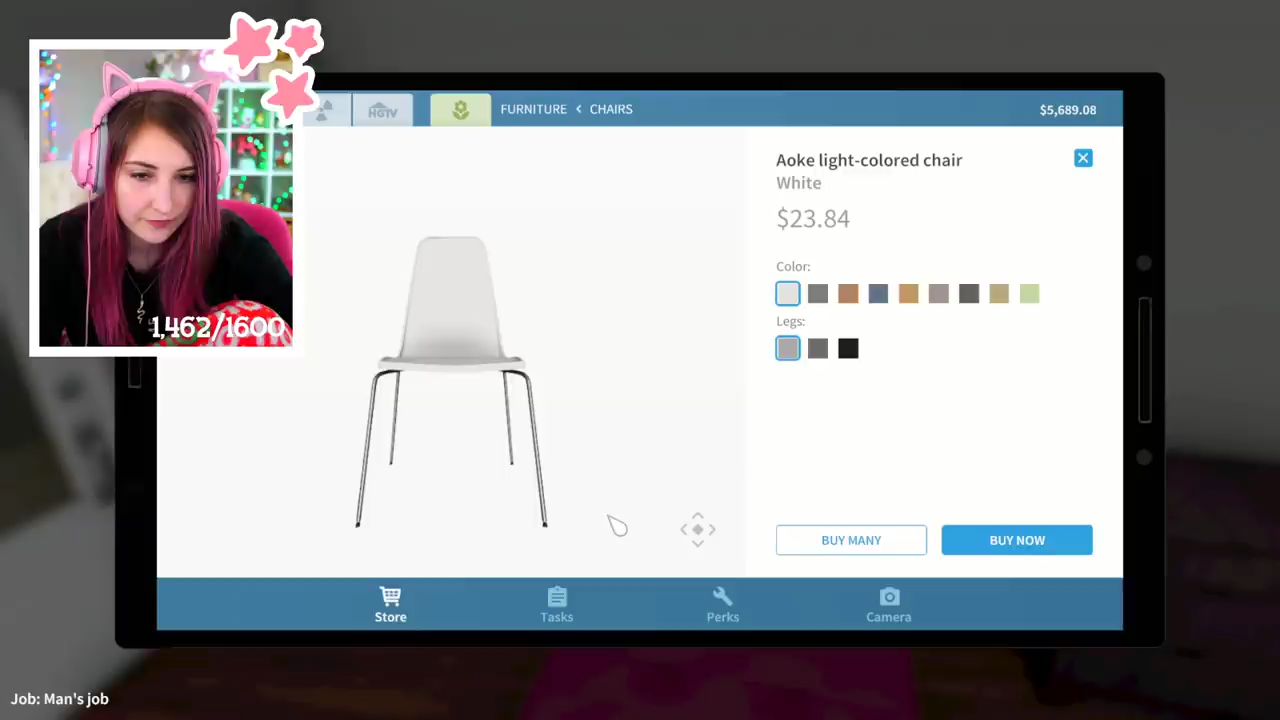 HGTV
FURNITURE < CHAIRS
$5,689.08
Aoke light-colored chair
White
$23.84
Color:
Legs:
1,462/1600
BUY MANY
BUY NOW
Store
Tasks
Perks
Camera
Job: Man's job